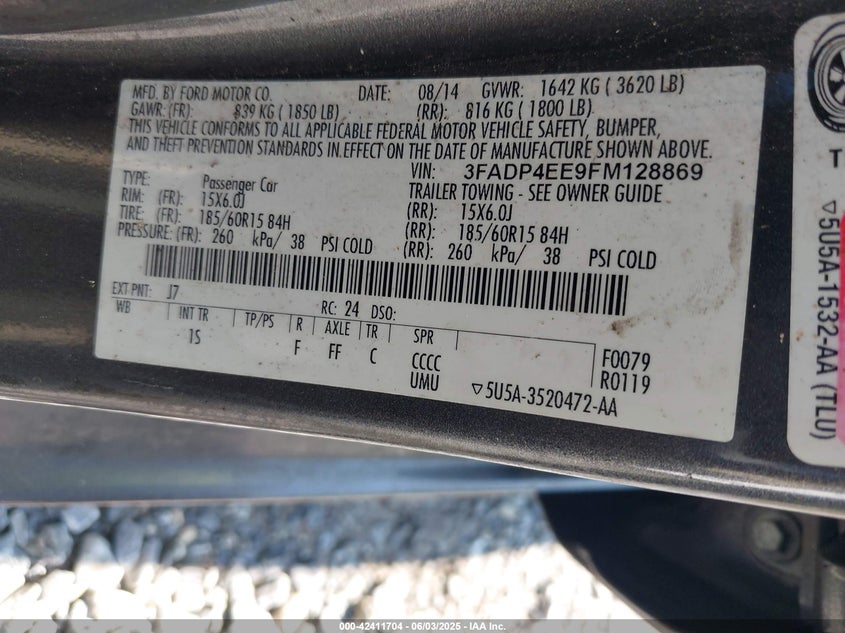 MFD. BY FORD MOTOR CO. DATE: 08/14 GVWR: 1642 KG ( 3620 LB)
GAWR: (FR): 839 KG ( 1850 LB) (RR): 816 KG ( 1800 LB)
THIS VEHICLE CONFORMS TO ALL APPLICABLE FEDERAL MOTOR VEHICLE SAFETY, BUMPER,
AND THEFT PREVENTION STANDARDS IN EFFECT ON THE DATE OF MANUFACTURE SHOWN ABOVE.
VIN: 3FADP4EE9FM128869
TYPE: Passenger Car TRAILER TOWING - SEE OWNER GUIDE
RIM: (FR): 15X6.0J (RR): 15X6.0J
TIRE: (FR): 185/60R15 84H (RR): 185/60R15 84H
PRESSURE: (FR): 260 kPa/ 38 PSI COLD (RR): 260 kPa/ 38 PSI COLD
EXT PNT: J7 RC: 24 DSO:
WB INT TR TP/PS R AXLE TR SPR
1S F FF C CCCC F0079
UMU R0119
▽5U5A-3520472-AA
T
▽5U5A-1532-AA (TLU)
000-42411704 - 06/03/2025 - IAA Inc.